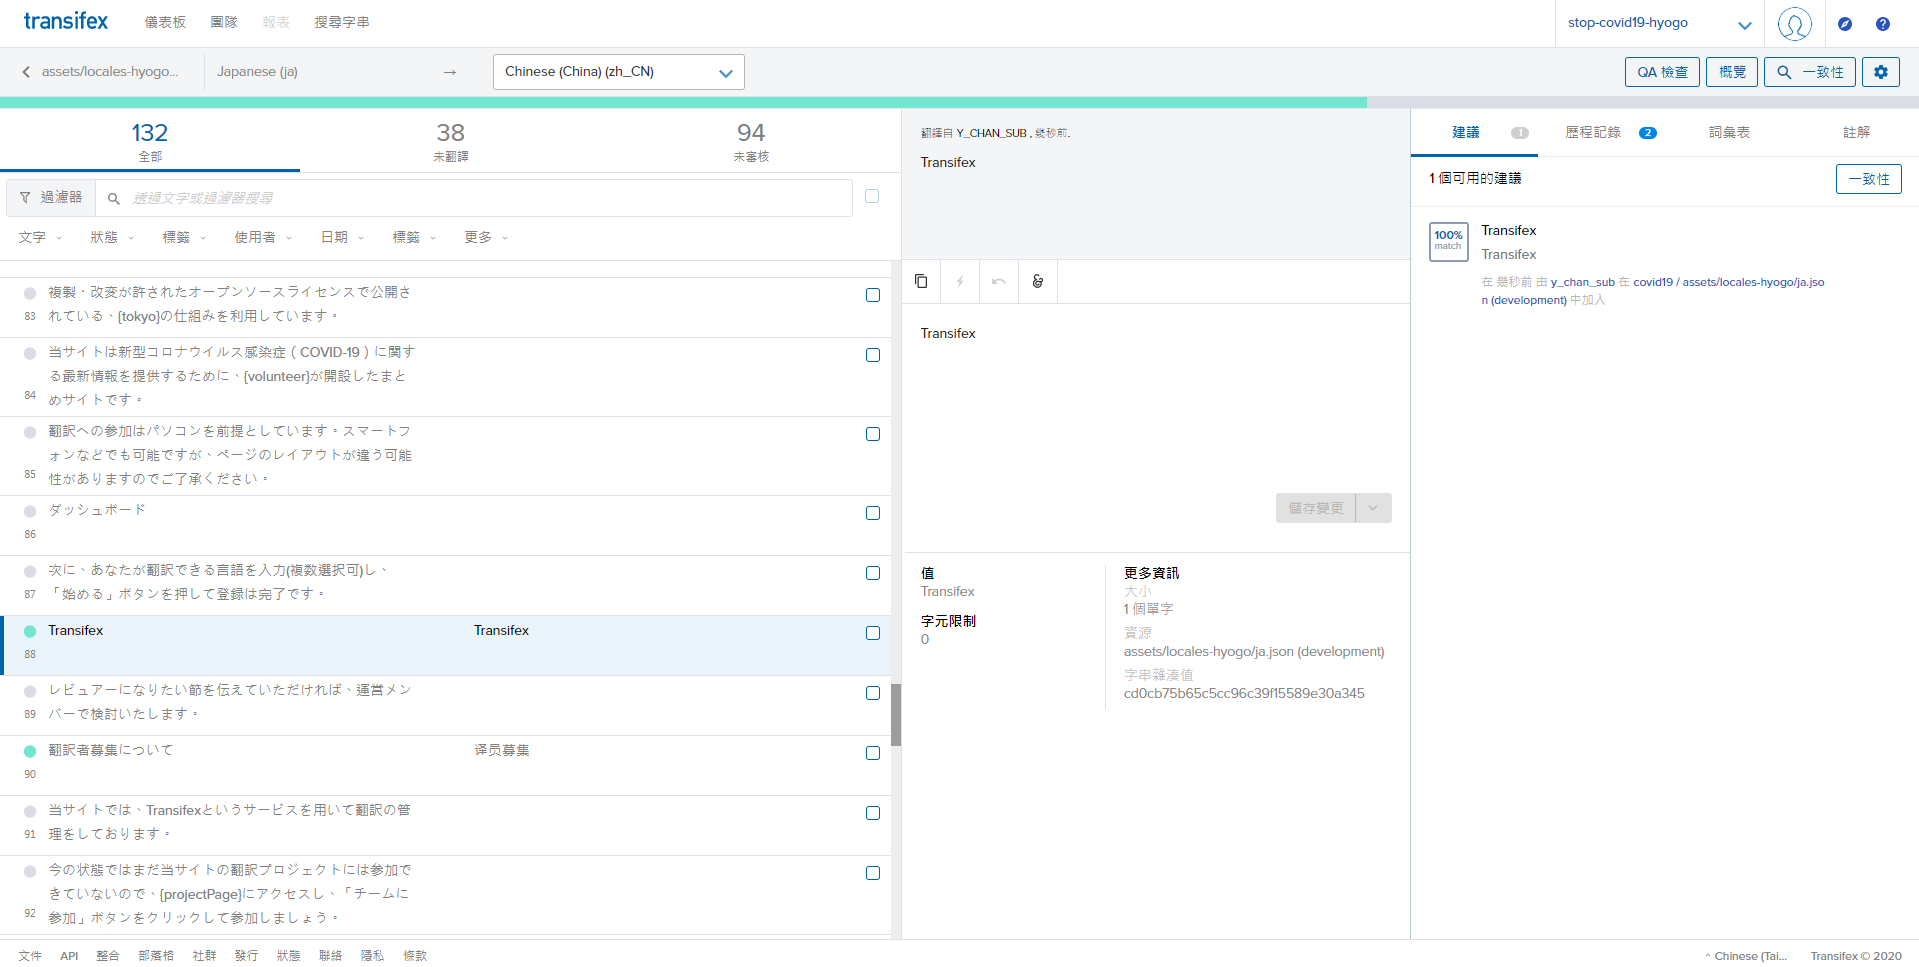 transifex 儀表板 團隊 報表 搜尋字串 stop-covid19-hyogo
assets/locales-hyogo... Japanese (ja) → Chinese (China) (zh_CN) QA 檢查 概覽 一致性
132 38 94
全部 未翻譯 未審核
過濾器 透過文字或過濾器搜尋
文字 狀態 標籤 使用者 日期 標籤 更多
複製・改変が許されたオープンソースライセンスで公開さ
れている、{tokyo}の仕組みを利用しています。
83
当サイトは新型コロナウイルス感染症（COVID-19）に関す
る最新情報を提供するために、{volunteer}が開設したまと
めサイトです。
84
翻訳への参加はパソコンを前提としています。スマートフ
ォンなどでも可能ですが、ページのレイアウトが違う可能
性がありますのでご了承ください。
85
ダッシュボード
86
次に、あなたが翻訳できる言語を入力(複数選択可)し、
「始める」ボタンを押して登録は完了です。
87
Transifex Transifex
88
レビュアーになりたい節を伝えていただければ、運営メン
バーで検討いたします。
89
翻訳者募集について 译员募集
90
当サイトでは、Transifexというサービスを用いて翻訳の管
理をしております。
91
今の状態ではまだ当サイトの翻訳プロジェクトには参加で
きていないので、{projectPage}にアクセスし、「チームに
参加」ボタンをクリックして参加しましょう。
92
翻譯自 Y_CHAN_SUB , 幾秒前.
Transifex
Transifex
儲存變更
值
Transifex
字元限制
0
更多資訊
大小
1 個單字
資源
assets/locales-hyogo/ja.json (development)
字串雜湊值
cd0cb75b65c5cc96c39f15589e30a345
建議 1 歷程記錄 2 詞彙表 註解
1 個可用的建議 一致性
100%
match
Transifex
Transifex
在 幾秒前 由 y_chan_sub 在 covid19 / assets/locales-hyogo/ja.jso
n (development) 中加入
文件 API 整合 部落格 社群 發行 狀態 聯絡 隱私 條款 Chinese (Tai... Transifex © 2020